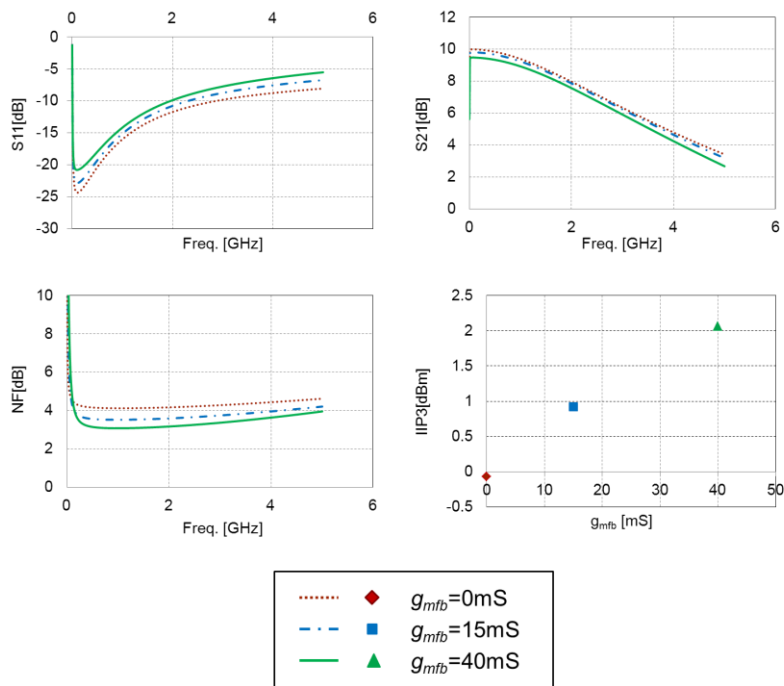 0 2 4 6
0
-5
-10
-15
-20
-25
-30
S11[dB]
Freq. [GHz]
12
10
8
6
4
2
0
S21[dB]
0 2 4 6
Freq. [GHz]
10
8
6
4
2
0
NF[dB]
0 2 4 6
Freq. [GHz]
2.5
2
1.5
1
0.5
0
-0.5
IIP3[dBm]
0 10 20 30 40 50
gmfb [mS]
gmfb=0mS
gmfb=15mS
gmfb=40mS